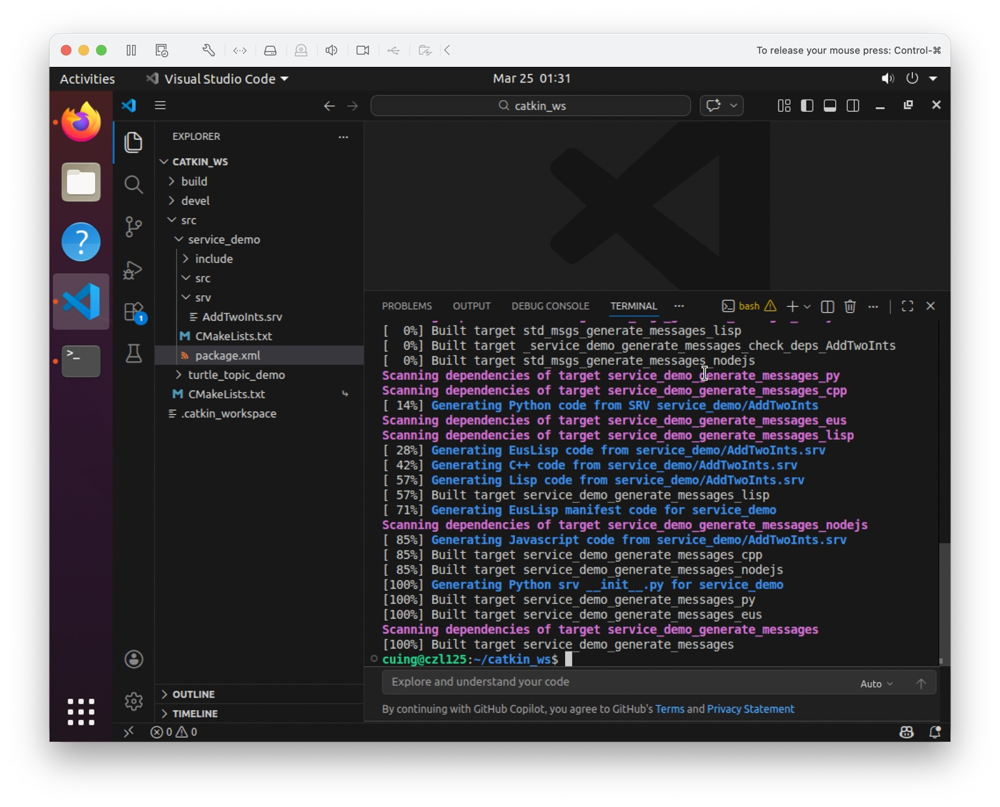 To release your mouse press: Control-⌘
Activities
Visual Studio Code
Mar 25 01:31
catkin_ws
EXPLORER
CATKIN_WS
build
devel
src
service_demo
include
src
srv
AddTwoInts.srv
CMakeLists.txt
package.xml
turtle_topic_demo
CMakeLists.txt
.catkin_workspace
OUTLINE
TIMELINE
1
PROBLEMS OUTPUT DEBUG CONSOLE TERMINAL ··· bash
[  0%] Built target std_msgs_generate_messages_lisp
[  0%] Built target _service_demo_generate_messages_check_deps_AddTwoInts
[  0%] Built target std_msgs_generate_messages_nodejs
Scanning dependencies of target service_demo_generate_messages_py
Scanning dependencies of target service_demo_generate_messages_cpp
[ 14%] Generating Python code from SRV service_demo/AddTwoInts
Scanning dependencies of target service_demo_generate_messages_eus
Scanning dependencies of target service_demo_generate_messages_lisp
[ 28%] Generating EusLisp code from service_demo/AddTwoInts.srv
[ 42%] Generating C++ code from service_demo/AddTwoInts.srv
[ 57%] Generating Lisp code from service_demo/AddTwoInts.srv
[ 57%] Built target service_demo_generate_messages_lisp
[ 71%] Generating EusLisp manifest code for service_demo
Scanning dependencies of target service_demo_generate_messages_nodejs
[ 85%] Generating Javascript code from service_demo/AddTwoInts.srv
[ 85%] Built target service_demo_generate_messages_cpp
[ 85%] Built target service_demo_generate_messages_nodejs
[100%] Generating Python srv __init__.py for service_demo
[100%] Built target service_demo_generate_messages_py
[100%] Built target service_demo_generate_messages_eus
Scanning dependencies of target service_demo_generate_messages
[100%] Built target service_demo_generate_messages
cuing@czl125:~/catkin_ws$
Explore and understand your code
Auto
By continuing with GitHub Copilot, you agree to GitHub's Terms and Privacy Statement
0 0